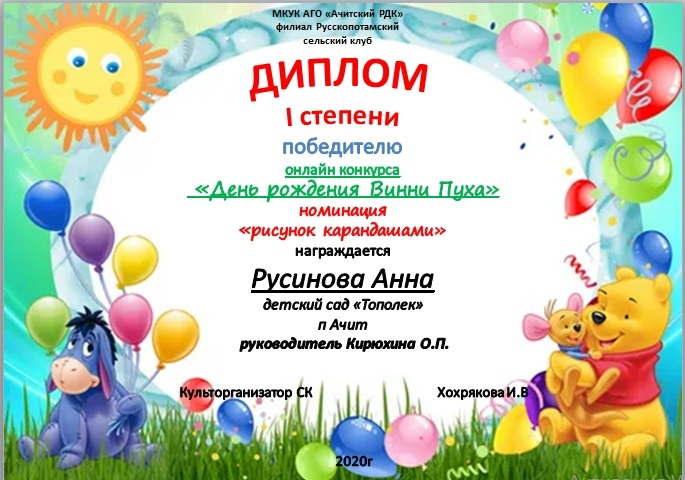 МКУК АГО «Ачитский РДК»
филиал Русскопотамский
сельский клуб
ДИПЛОМ
I степени
победителю
онлайн конкурса
«День рождения Винни Пуха»
номинация
«рисунок карандашами»
награждается
Русинова Анна
детский сад «Тополек»
п Ачит
руководитель Кирюхина О.П.
Культорганизатор СК Хохрякова И.В
2020г